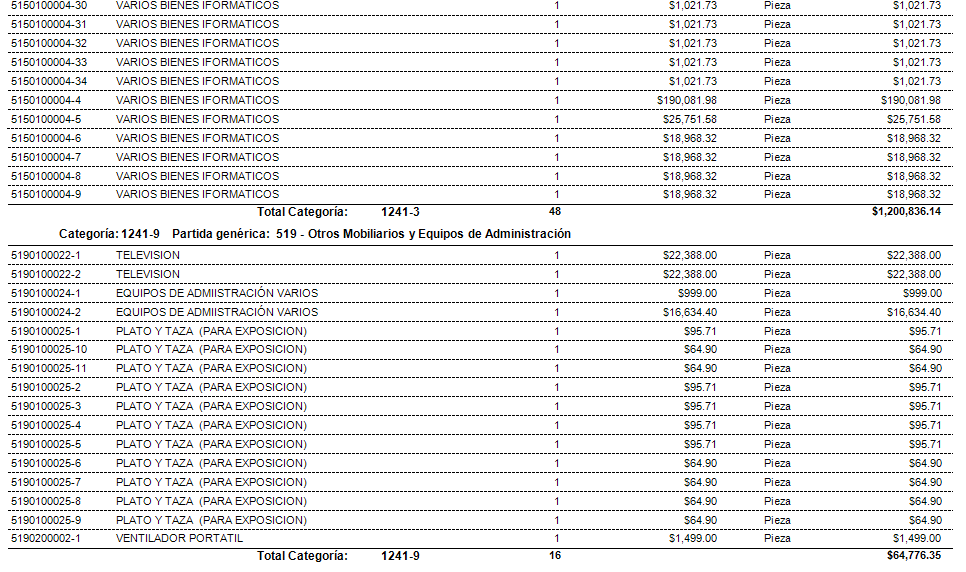 5150100004-30 VARIOS BIENES IFORMATICOS 1 $1,021.73 Pieza $1,021.73
5150100004-31 VARIOS BIENES IFORMATICOS 1 $1,021.73 Pieza $1,021.73
5150100004-32 VARIOS BIENES IFORMATICOS 1 $1,021.73 Pieza $1,021.73
5150100004-33 VARIOS BIENES IFORMATICOS 1 $1,021.73 Pieza $1,021.73
5150100004-34 VARIOS BIENES IFORMATICOS 1 $1,021.73 Pieza $1,021.73
5150100004-4 VARIOS BIENES IFORMATICOS 1 $190,081.98 Pieza $190,081.98
5150100004-5 VARIOS BIENES IFORMATICOS 1 $25,751.58 Pieza $25,751.58
5150100004-6 VARIOS BIENES IFORMATICOS 1 $18,968.32 Pieza $18,968.32
5150100004-7 VARIOS BIENES IFORMATICOS 1 $18,968.32 Pieza $18,968.32
5150100004-8 VARIOS BIENES IFORMATICOS 1 $18,968.32 Pieza $18,968.32
5150100004-9 VARIOS BIENES IFORMATICOS 1 $18,968.32 Pieza $18,968.32
Total Categoría: 1241-3 48 $1,200,836.14
Categoría: 1241-9 Partida genérica: 519 - Otros Mobiliarios y Equipos de Administración
5190100022-1 TELEVISION 1 $22,388.00 Pieza $22,388.00
5190100022-2 TELEVISION 1 $22,388.00 Pieza $22,388.00
5190100024-1 EQUIPOS DE ADMIISTRACIÓN VARIOS 1 $999.00 Pieza $999.00
5190100024-2 EQUIPOS DE ADMIISTRACIÓN VARIOS 1 $16,634.40 Pieza $16,634.40
5190100025-1 PLATO Y TAZA (PARA EXPOSICION) 1 $95.71 Pieza $95.71
5190100025-10 PLATO Y TAZA (PARA EXPOSICION) 1 $64.90 Pieza $64.90
5190100025-11 PLATO Y TAZA (PARA EXPOSICION) 1 $64.90 Pieza $64.90
5190100025-2 PLATO Y TAZA (PARA EXPOSICION) 1 $95.71 Pieza $95.71
5190100025-3 PLATO Y TAZA (PARA EXPOSICION) 1 $95.71 Pieza $95.71
5190100025-4 PLATO Y TAZA (PARA EXPOSICION) 1 $95.71 Pieza $95.71
5190100025-5 PLATO Y TAZA (PARA EXPOSICION) 1 $95.71 Pieza $95.71
5190100025-6 PLATO Y TAZA (PARA EXPOSICION) 1 $64.90 Pieza $64.90
5190100025-7 PLATO Y TAZA (PARA EXPOSICION) 1 $64.90 Pieza $64.90
5190100025-8 PLATO Y TAZA (PARA EXPOSICION) 1 $64.90 Pieza $64.90
5190100025-9 PLATO Y TAZA (PARA EXPOSICION) 1 $64.90 Pieza $64.90
5190200002-1 VENTILADOR PORTATIL 1 $1,499.00 Pieza $1,499.00
Total Categoría: 1241-9 16 $64,776.35